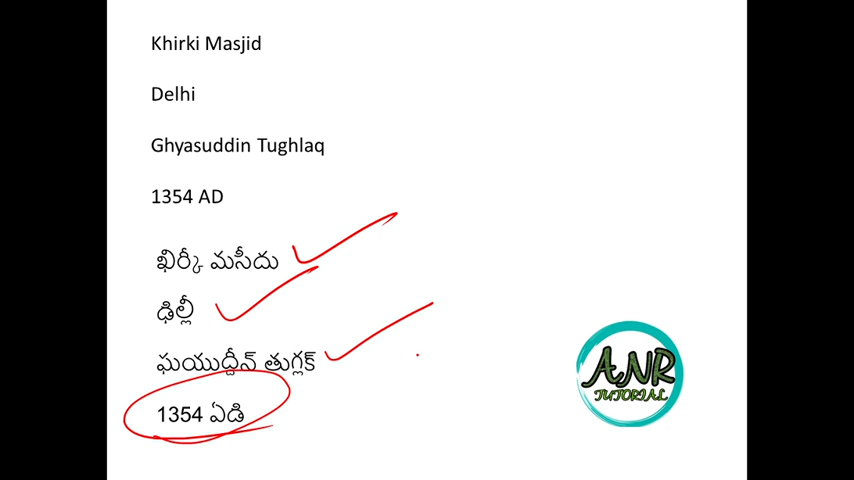 Khirki Masjid
Delhi
Ghyasuddin Tughlaq
1354 AD
ఖిర్కీ మసీదు
ఢిల్లీ
ఘయుద్దీన్ తుగ్లక్
1354 ఏడి
ANR
TUTORIAL